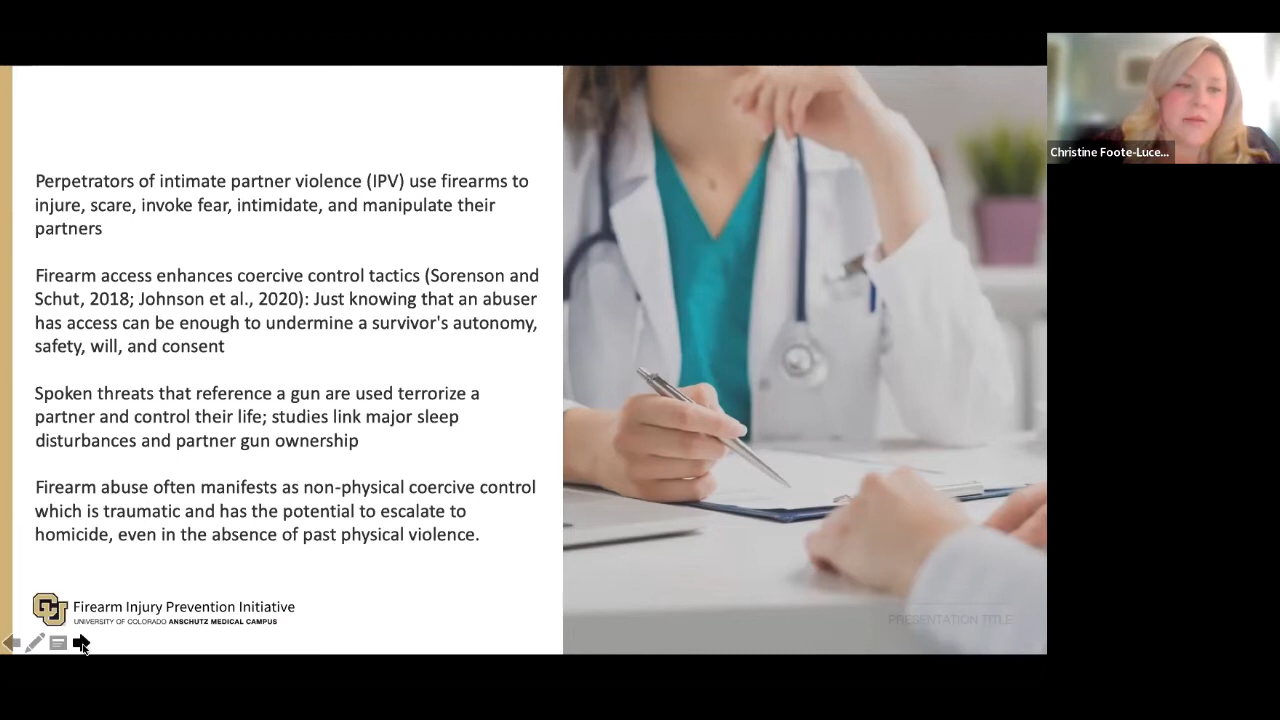 Perpetrators of intimate partner violence (IPV) use firearms to
injure, scare, invoke fear, intimidate, and manipulate their
partners
Firearm access enhances coercive control tactics (Sorenson and
Schut, 2018; Johnson et al., 2020): Just knowing that an abuser
has access can be enough to undermine a survivor's autonomy,
safety, will, and consent
Spoken threats that reference a gun are used terrorize a
partner and control their life; studies link major sleep
disturbances and partner gun ownership
Firearm abuse often manifests as non-physical coercive control
which is traumatic and has the potential to escalate to
homicide, even in the absence of past physical violence.
CU
Firearm Injury Prevention Initiative
UNIVERSITY OF COLORADO ANSCHUTZ MEDICAL CAMPUS
PRESENTATION TITLE
Christine Foote-Luce...